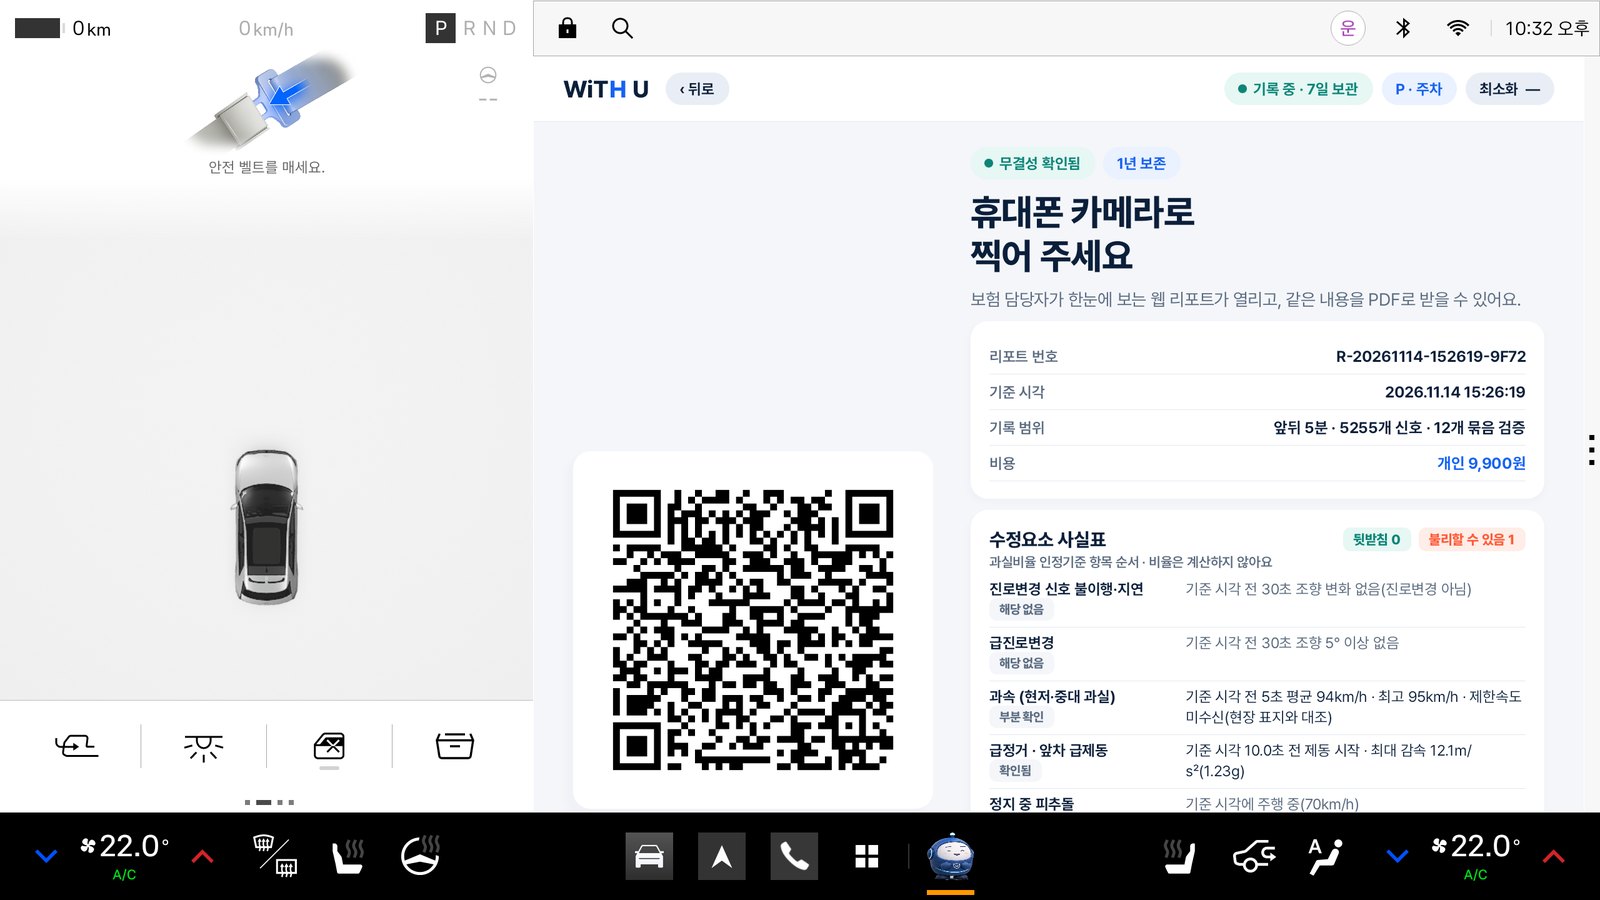 0 km
0 km/h
P R N D
안전 벨트를 매세요.
운
10:32 오후
WiTH U
‹ 뒤로
기록 중 · 7일 보관
P · 주차
최소화 —
무결성 확인됨
1년 보존
휴대폰 카메라로
찍어 주세요
보험 담당자가 한눈에 보는 웹 리포트가 열리고, 같은 내용을 PDF로 받을 수 있어요.
리포트 번호 R-20261114-152619-9F72
기준 시각 2026.11.14 15:26:19
기록 범위 앞뒤 5분 · 5255개 신호 · 12개 묶음 검증
비용 개인 9,900원
수정요소 사실표 뒷받침 0 불리할 수 있음 1
과실비율 인정기준 항목 순서 · 비율은 계산하지 않아요
진로변경 신호 불이행·지연 기준 시각 전 30초 조향 변화 없음(진로변경 아님)
해당 없음
급진로변경 기준 시각 전 30초 조향 5° 이상 없음
해당 없음
과속 (현저·중대 과실) 기준 시각 전 5초 평균 94km/h · 최고 95km/h · 제한속도
부분 확인 미수신(현장 표지와 대조)
급정거 · 앞차 급제동 기준 시각 10.0초 전 제동 시작 · 최대 감속 12.1m/
확인됨 s²(1.23g)
정지 중 피추돌 기준 시각에 주행 중(70km/h)
22.0°
A/C
A
22.0°
A/C